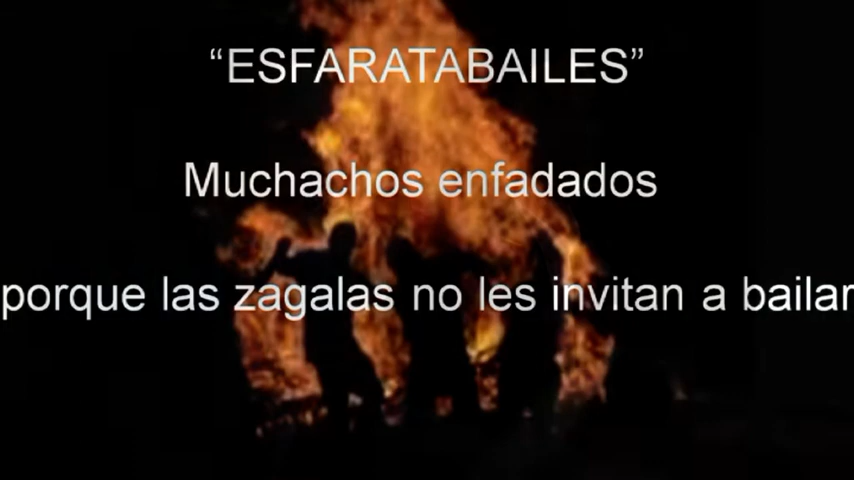 “ESFARATABAILES”
Muchachos enfadados
porque las zagalas no les invitan a bailar